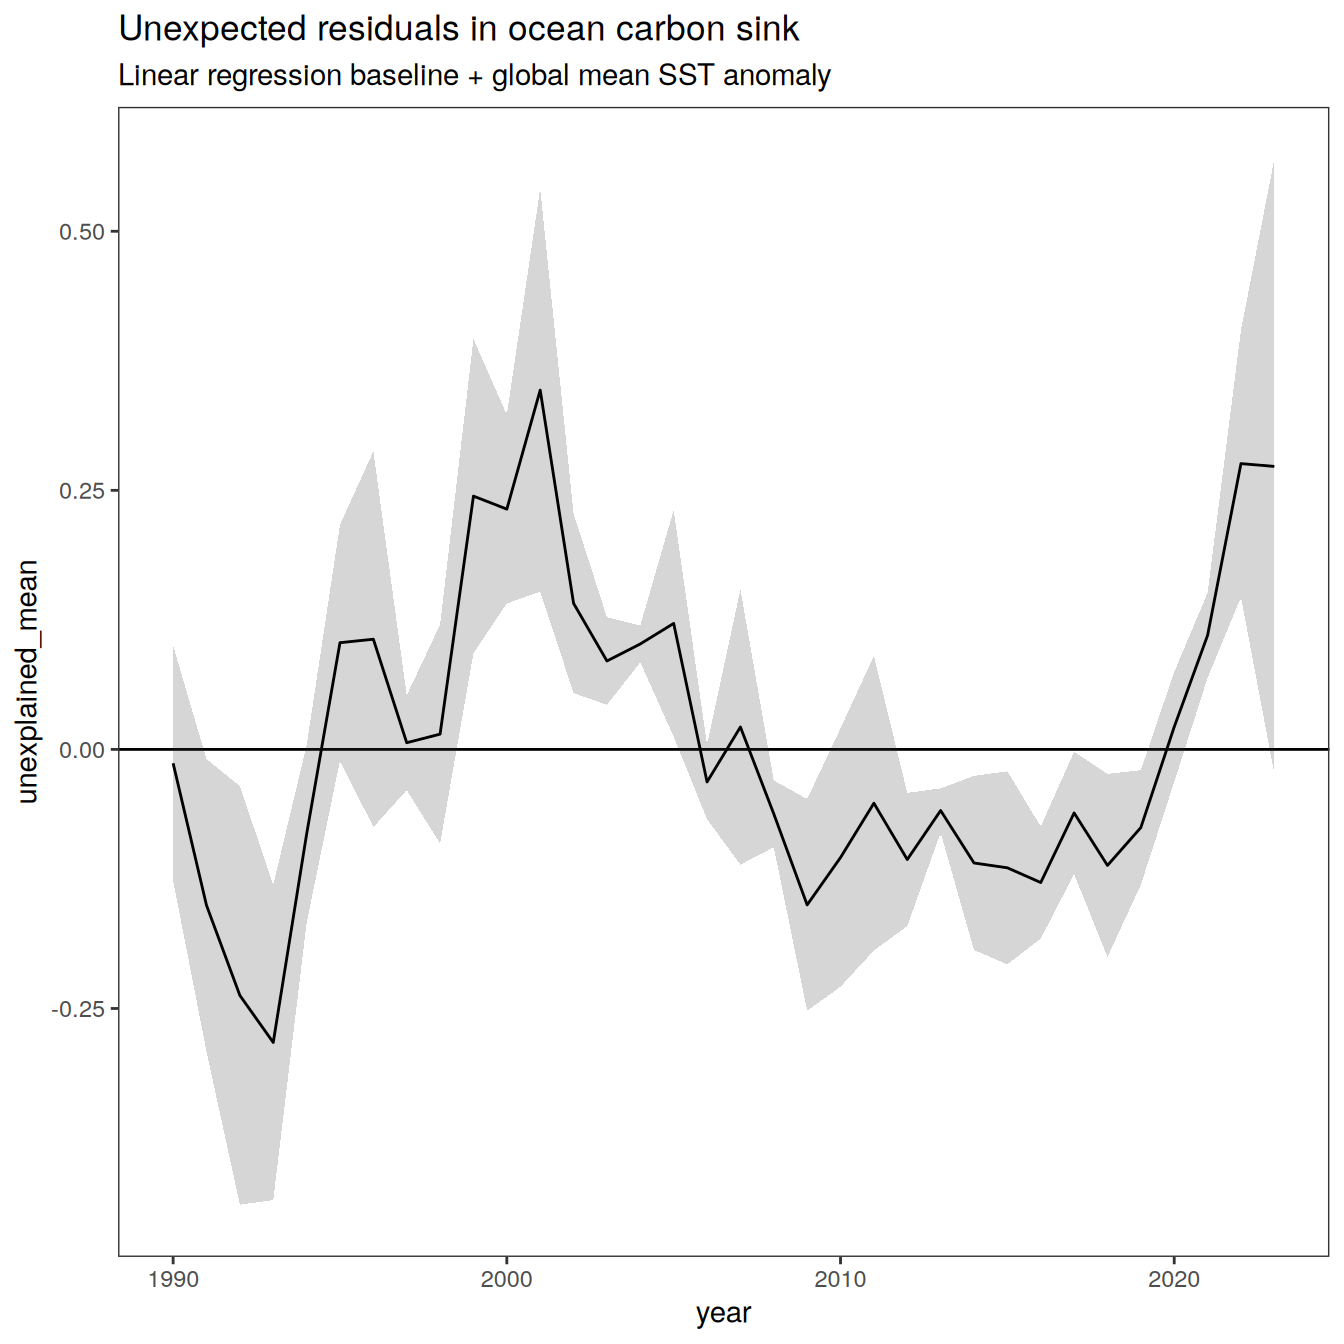 Unexpected residuals in ocean carbon sink
Linear regression baseline + global mean SST anomaly
unexplained_mean
0.50
0.25
0.00
-0.25
1990
2000
2010
2020
year